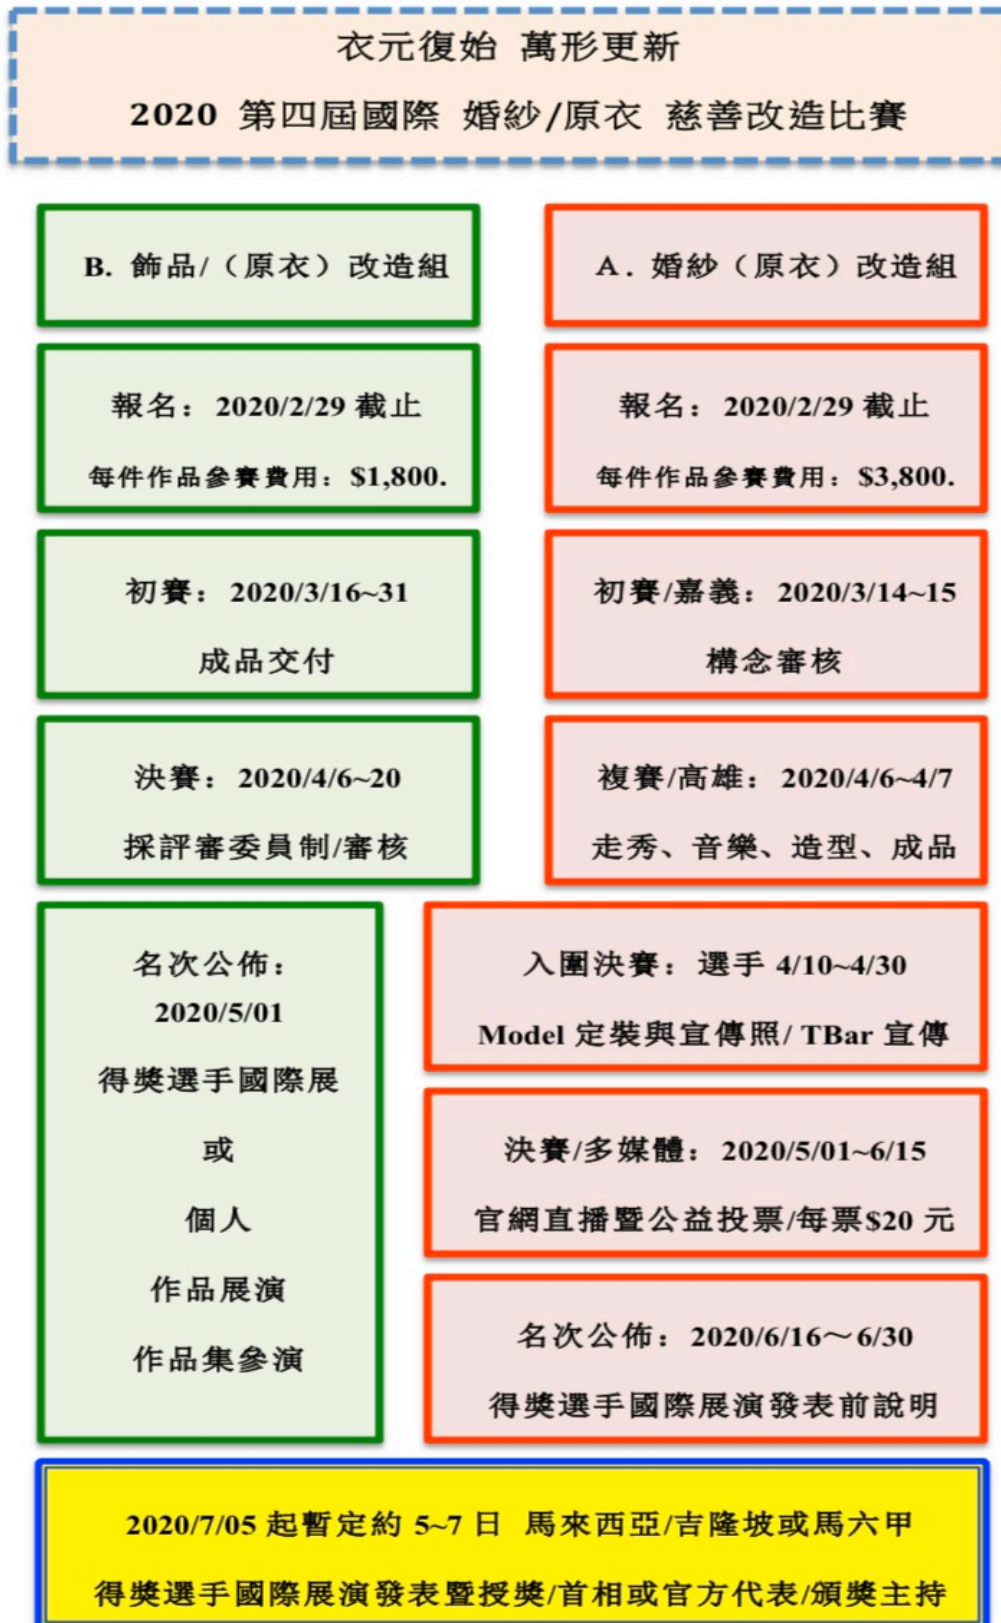 衣元復始 萬形更新
2020 第四屆國際 婚紗/原衣 慈善改造比賽
B. 飾品/（原衣）改造組
報名：2020/2/29 截止
每件作品參賽費用：$1,800.
初賽：2020/3/16~31
成品交付
決賽：2020/4/6~20
採評審委員制/審核
名次公佈：
2020/5/01
得獎選手國際展
或
個人
作品展演
作品集參演
A. 婚紗（原衣）改造組
報名：2020/2/29 截止
每件作品參賽費用：$3,800.
初賽/嘉義：2020/3/14~15
構念審核
複賽/高雄：2020/4/6~4/7
走秀、音樂、造型、成品
入圍決賽：選手 4/10~4/30
Model 定裝與宣傳照/ TBar 宣傳
決賽/多媒體：2020/5/01~6/15
官網直播暨公益投票/每票$20 元
名次公佈：2020/6/16～6/30
得獎選手國際展演發表前說明
2020/7/05 起暫定約 5~7 日 馬來西亞/吉隆坡或馬六甲
得獎選手國際展演發表暨授獎/首相或官方代表/頒獎主持